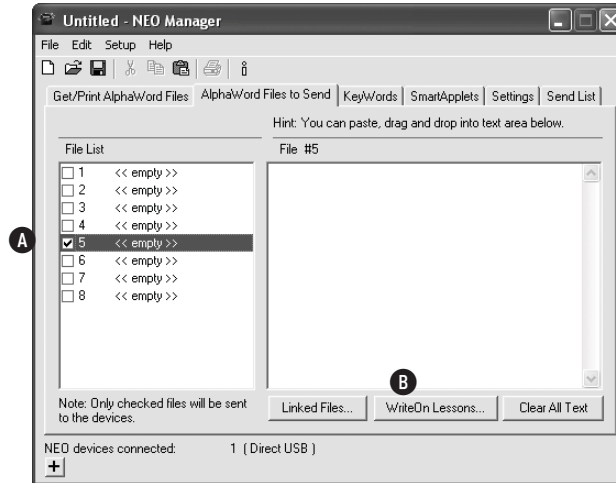 Untitled - NEO Manager
File Edit Setup Help
Get/Print AlphaWord Files AlphaWord Files to Send KeyWords SmartApplets Settings Send List
Hint: You can paste, drag and drop into text area below.
File List File #5
1 << empty >>
2 << empty >>
3 << empty >>
4 << empty >>
A 5 << empty >>
6 << empty >>
7 << empty >>
8 << empty >>
B
Note: Only checked files will be sent
to the devices.
Linked Files... WriteOn Lessons... Clear All Text
NEO devices connected: 1 ( Direct USB )
+